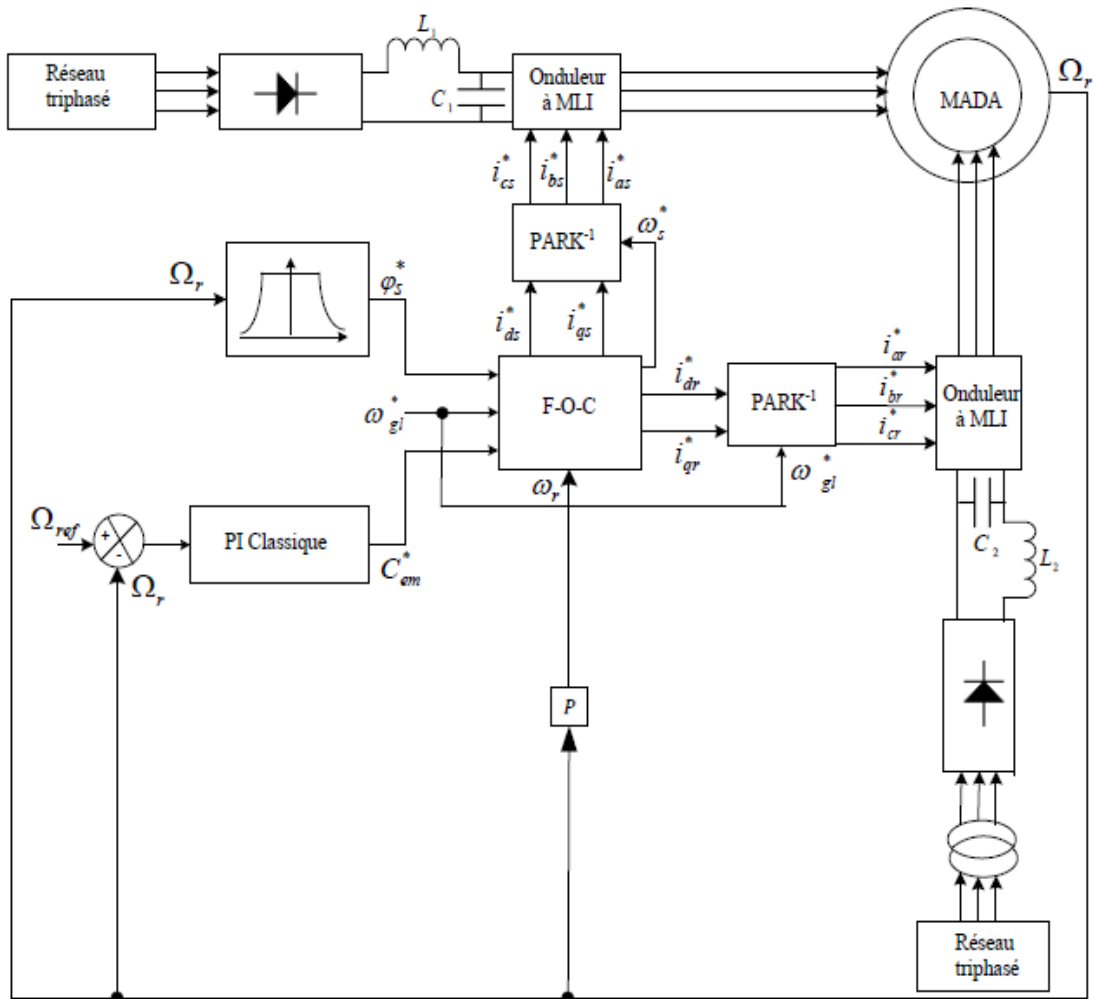 L₁
Réseau
triphasé
C₁
Onduleur
à MLI
MADA
Ωᵣ
i*cs
i*bs
i*as
PARK⁻¹
ω*s
Ωᵣ
φ*s
i*ds
i*qs
F-O-C
i*dr
i*qr
PARK⁻¹
i*ar
i*br
i*cr
Onduleur
à MLI
ω*gl
ω*gl
ωᵣ
Ωref
+
-
Ωᵣ
PI Classique
C*em
C₂
L₂
P
Réseau
triphasé